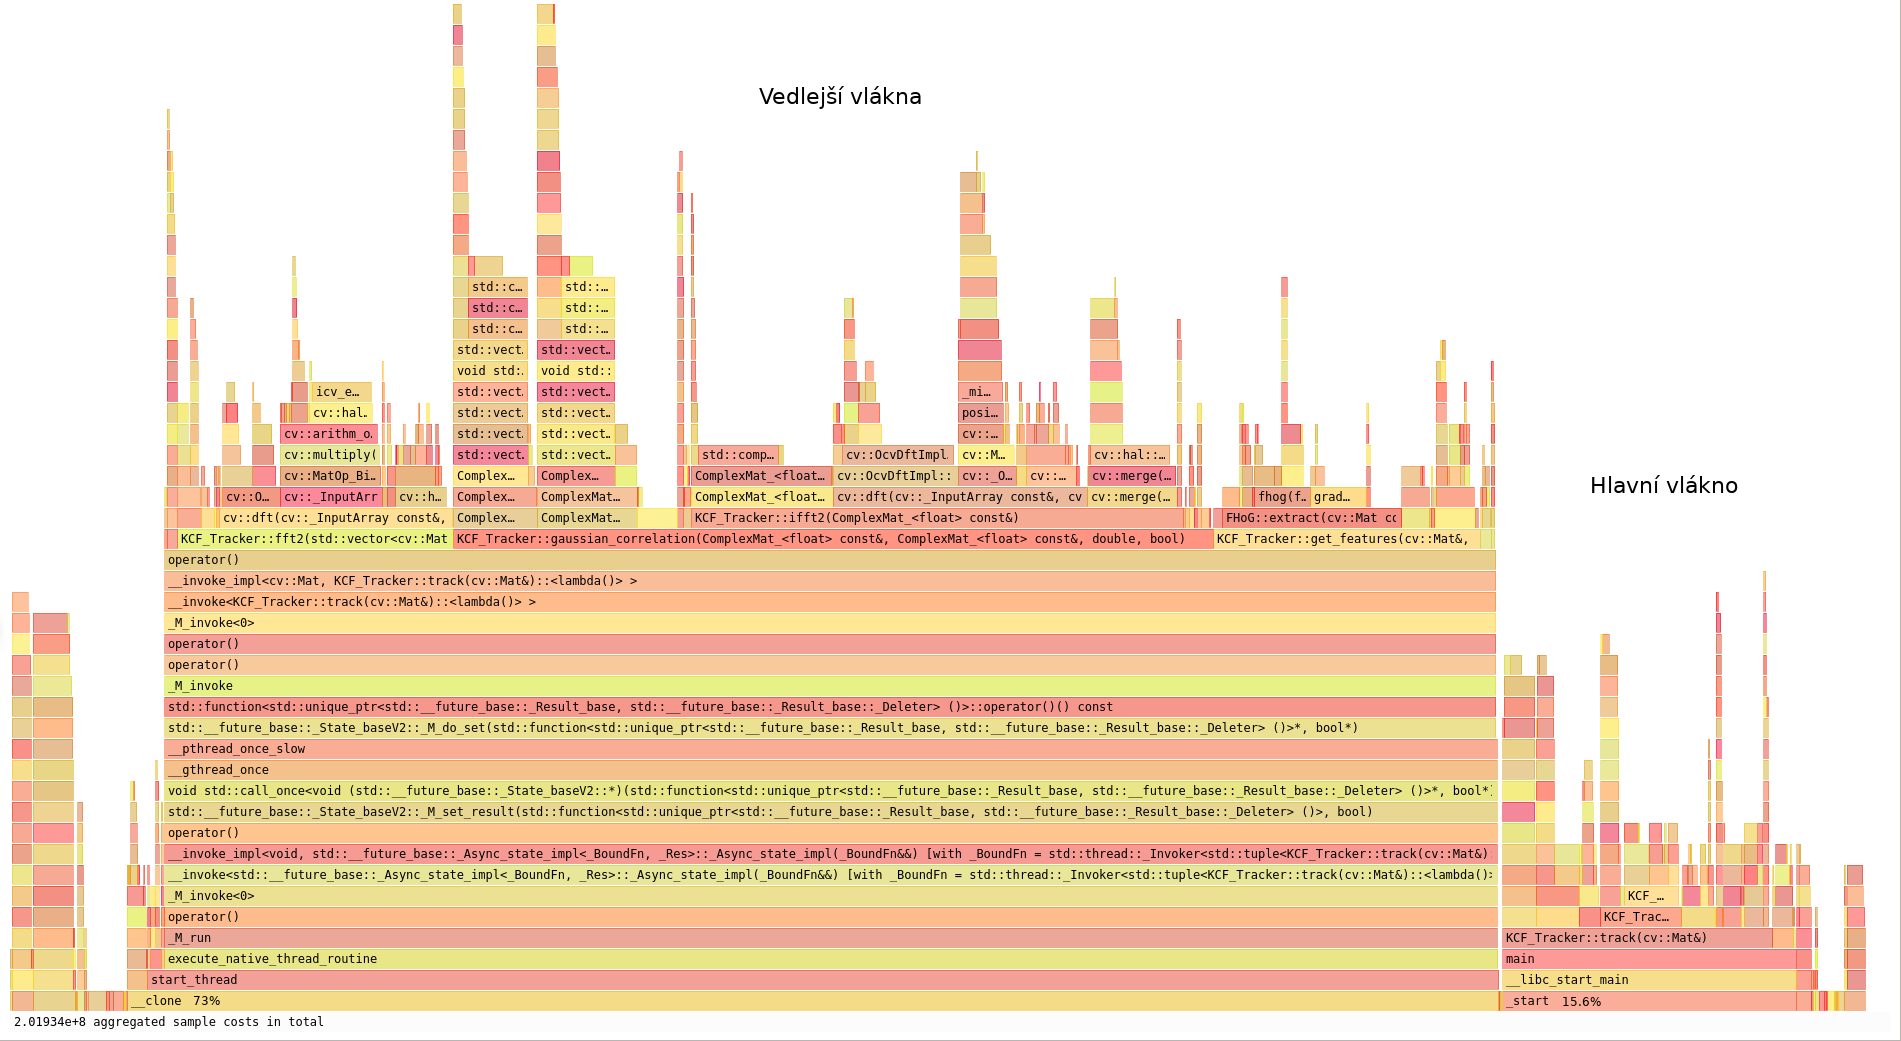 Vedlejší vlákna
Hlavní vlákno
std::c… std::…
std::c… std::…
std::c… std::…
std::vect. std::vect…
void std:. void std::
icv_e… std::vect. std::vect… _mi…
cv::hal. std::vect. std::vect. posi…
cv::arithm_o. std::vect. std::vect. cv::…
cv::multiply( std::vect. std::vect. std::comp… cv::OcvDftImpl cv::M… cv::hal::…
cv::MatOp_Bi… Complex… Complex… ComplexMat_<float… cv::OcvDftImpl:: cv::_O… cv::… cv::merge(…
cv::O… cv::_InputArr cv::h… Complex… ComplexMat… ComplexMat_<float… cv::dft(cv::_InputArray const&, cv cv::merge(… fhog(f… grad…
cv::dft(cv::_InputArray const&, Complex… ComplexMat… KCF_Tracker::ifft2(ComplexMat_<float> const&) FHoG::extract(cv::Mat cc
KCF_Tracker::fft2(std::vector<cv::Mat KCF_Tracker::gaussian_correlation(ComplexMat_<float> const&, ComplexMat_<float> const&, double, bool) KCF_Tracker::get_features(cv::Mat&,
operator()
__invoke_impl<cv::Mat, KCF_Tracker::track(cv::Mat&)::<lambda()> >
__invoke<KCF_Tracker::track(cv::Mat&)::<lambda()> >
_M_invoke<0>
operator()
operator()
_M_invoke
std::function<std::unique_ptr<std::__future_base::_Result_base, std::__future_base::_Result_base::_Deleter> ()>::operator()() const
std::__future_base::_State_baseV2::_M_do_set(std::function<std::unique_ptr<std::__future_base::_Result_base, std::__future_base::_Result_base::_Deleter> ()>*, bool*)
__pthread_once_slow
__gthread_once
void std::call_once<void (std::__future_base::_State_baseV2::*)(std::function<std::unique_ptr<std::__future_base::_Result_base, std::__future_base::_Result_base::_Deleter> ()>*, bool*)
std::__future_base::_State_baseV2::_M_set_result(std::function<std::unique_ptr<std::__future_base::_Result_base, std::__future_base::_Result_base::_Deleter> ()>, bool)
operator()
__invoke_impl<void, std::__future_base::_Async_state_impl<_BoundFn, _Res>::_Async_state_impl(_BoundFn&&) [with _BoundFn = std::thread::_Invoker<std::tuple<KCF_Tracker::track(cv::Mat&)
__invoke<std::__future_base::_Async_state_impl<_BoundFn, _Res>::_Async_state_impl(_BoundFn&&) [with _BoundFn = std::thread::_Invoker<std::tuple<KCF_Tracker::track(cv::Mat&)::<lambda()>
_M_invoke<0> KCF_…
operator() KCF_Trac…
_M_run KCF_Tracker::track(cv::Mat&)
execute_native_thread_routine main
start_thread __libc_start_main
__clone 73% _start 15.6%
2.01934e+8 aggregated sample costs in total